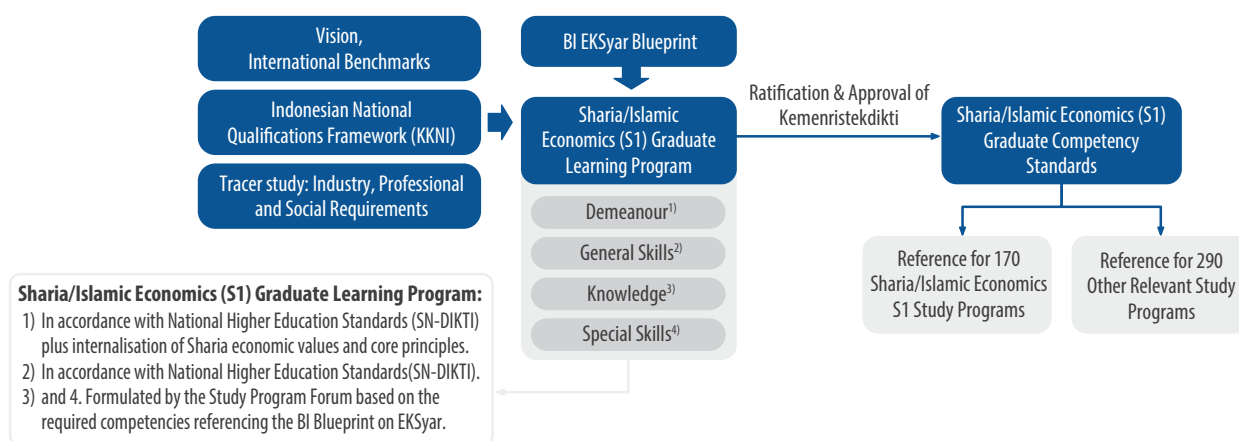 Vision,
International Benchmarks
Indonesian National
Qualifications Framework (KKNI)
Tracer study: Industry, Professional
and Social Requirements
BI EKSyar Blueprint
Sharia/Islamic
Economics (S1) Graduate
Learning Program
Demeanour1)
General Skills2)
Knowledge3)
Special Skills4)
Ratification & Approval of
Kemenristekdikti
Sharia/Islamic Economics (S1)
Graduate Competency
Standards
Reference for 170
Sharia/Islamic Economics
S1 Study Programs
Reference for 290
Other Relevant Study
Programs
Sharia/Islamic Economics (S1) Graduate Learning Program:
1) In accordance with National Higher Education Standards (SN-DIKTI)
plus internalisation of Sharia economic values and core principles.
2) In accordance with National Higher Education Standards(SN-DIKTI).
3) and 4. Formulated by the Study Program Forum based on the
required competencies referencing the BI Blueprint on EKSyar.